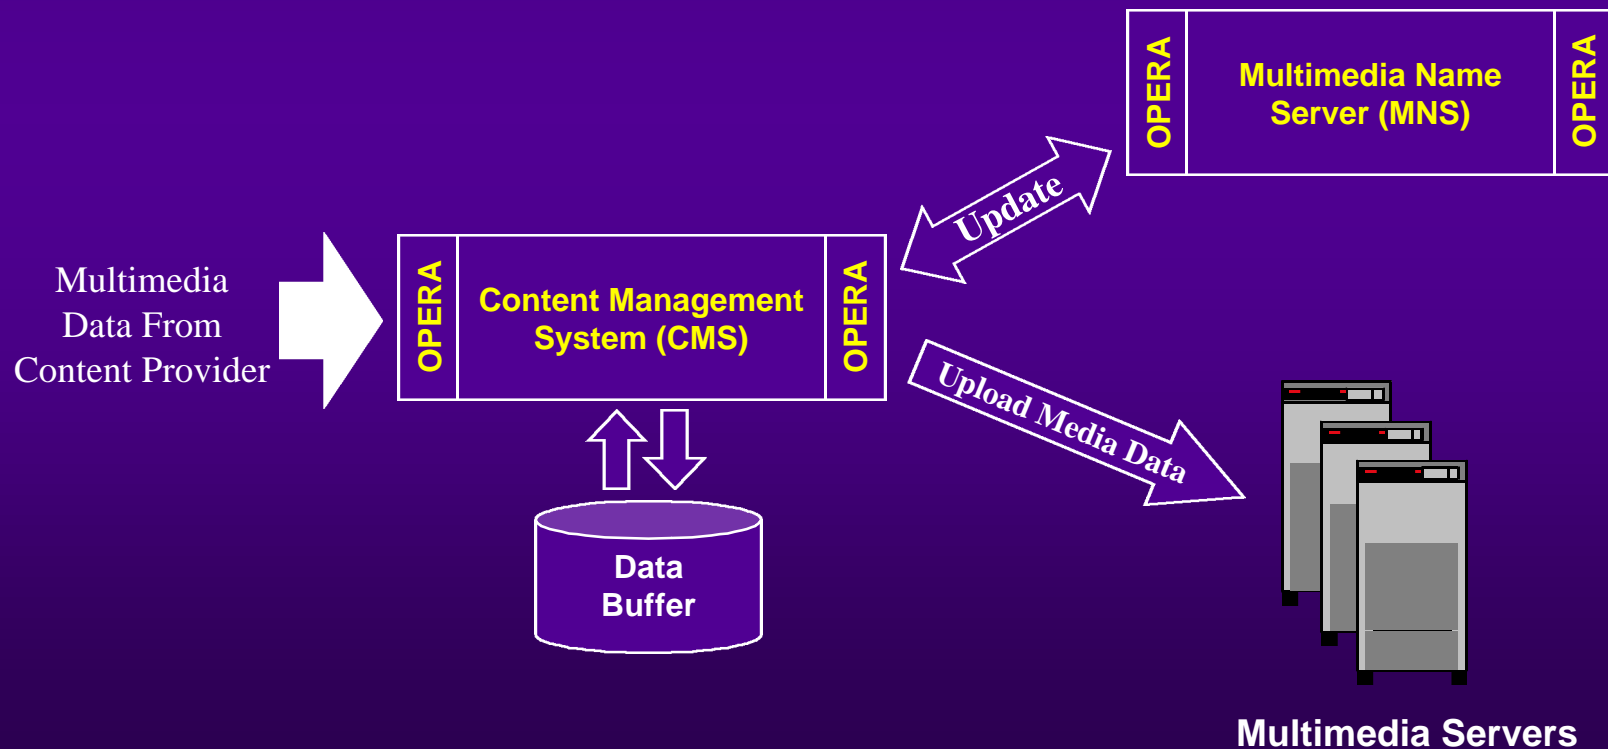 OPERA
Multimedia Name
Server (MNS)
OPERA
Update
Multimedia
Data From
Content Provider
OPERA
Content Management
System (CMS)
OPERA
Upload Media Data
Data
Buffer
Multimedia Servers